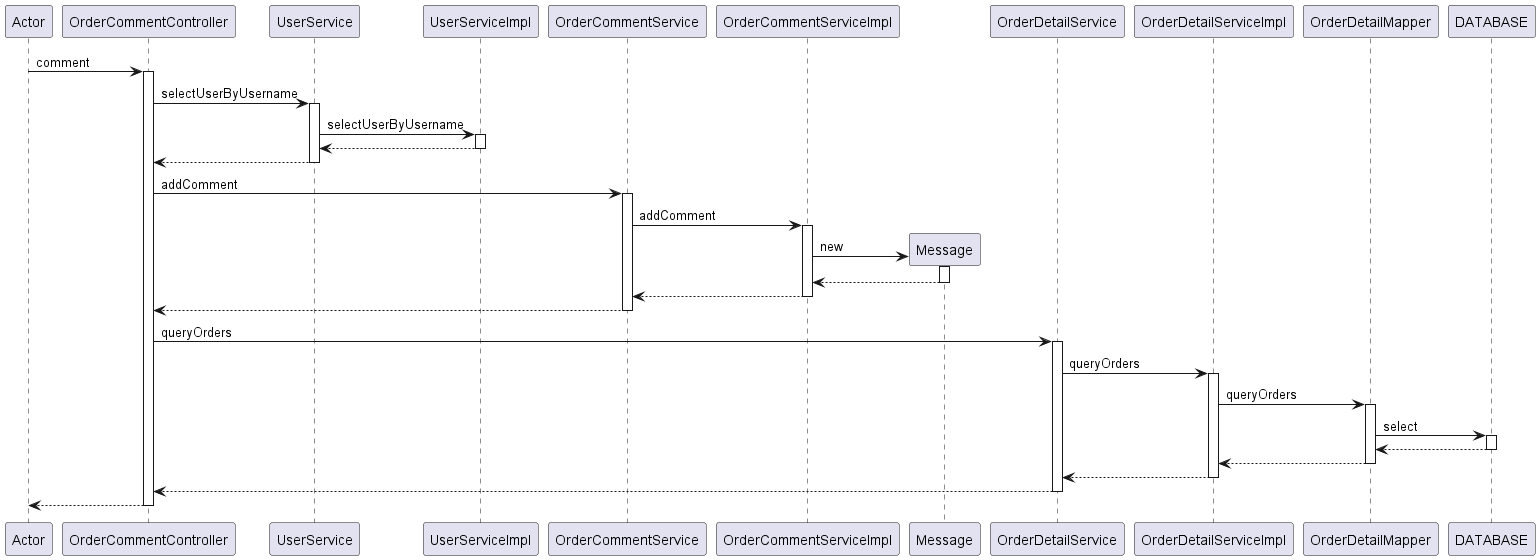 Actor OrderCommentController UserService UserServiceImpl OrderCommentService OrderCommentServiceImpl OrderDetailService OrderDetailServiceImpl OrderDetailMapper DATABASE
comment
selectUserByUsername
selectUserByUsername
addComment
addComment
new
Message
queryOrders
queryOrders
queryOrders
select
Actor OrderCommentController UserService UserServiceImpl OrderCommentService OrderCommentServiceImpl Message OrderDetailService OrderDetailServiceImpl OrderDetailMapper DATABASE